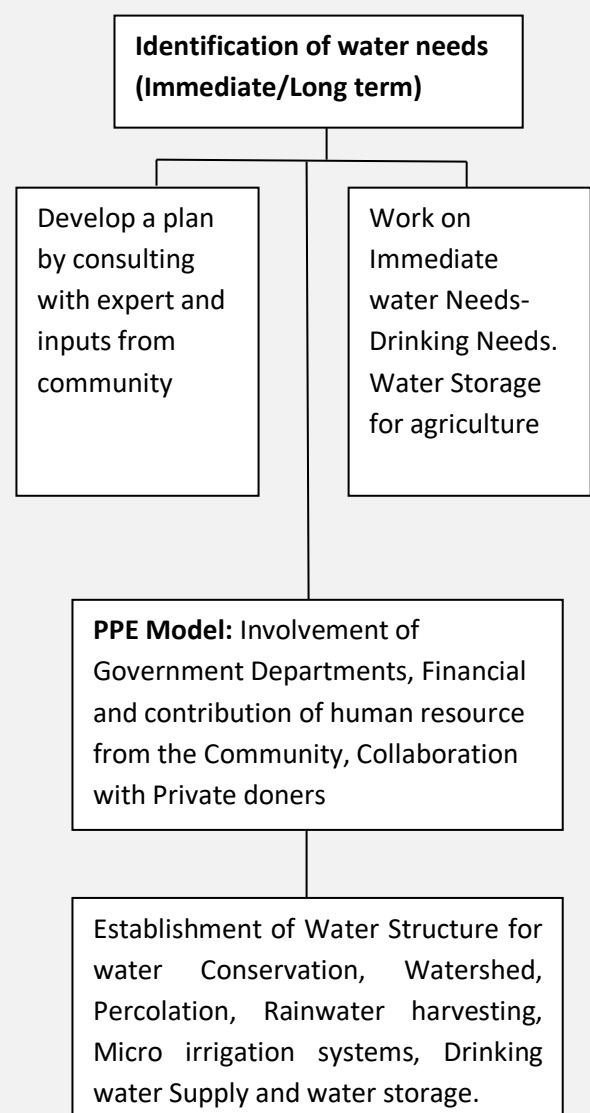 Identification of water needs
(Immediate/Long term)
Develop a plan
by consulting
with expert and
inputs from
community
Work on
Immediate
water Needs-
Drinking Needs.
Water Storage
for agriculture
PPE Model: Involvement of
Government Departments, Financial
and contribution of human resource
from the Community, Collaboration
with Private doners
Establishment of Water Structure for
water Conservation, Watershed,
Percolation, Rainwater harvesting,
Micro irrigation systems, Drinking
water Supply and water storage.